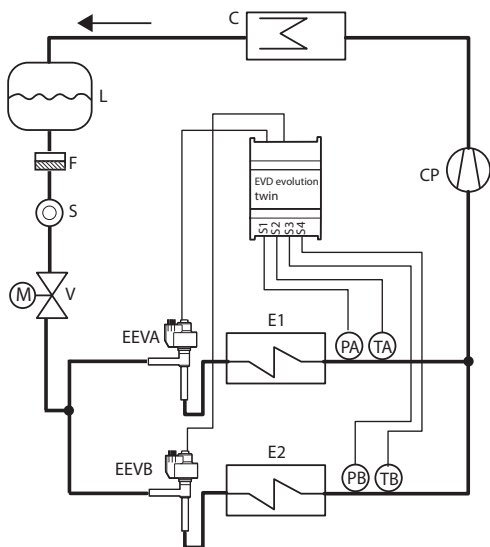 C
L
F
EVD evolution
twin
CP
S1
S2
S3
S4
S
M
V
EEVA
E1
PA
TA
EEVB
E2
PB
TB